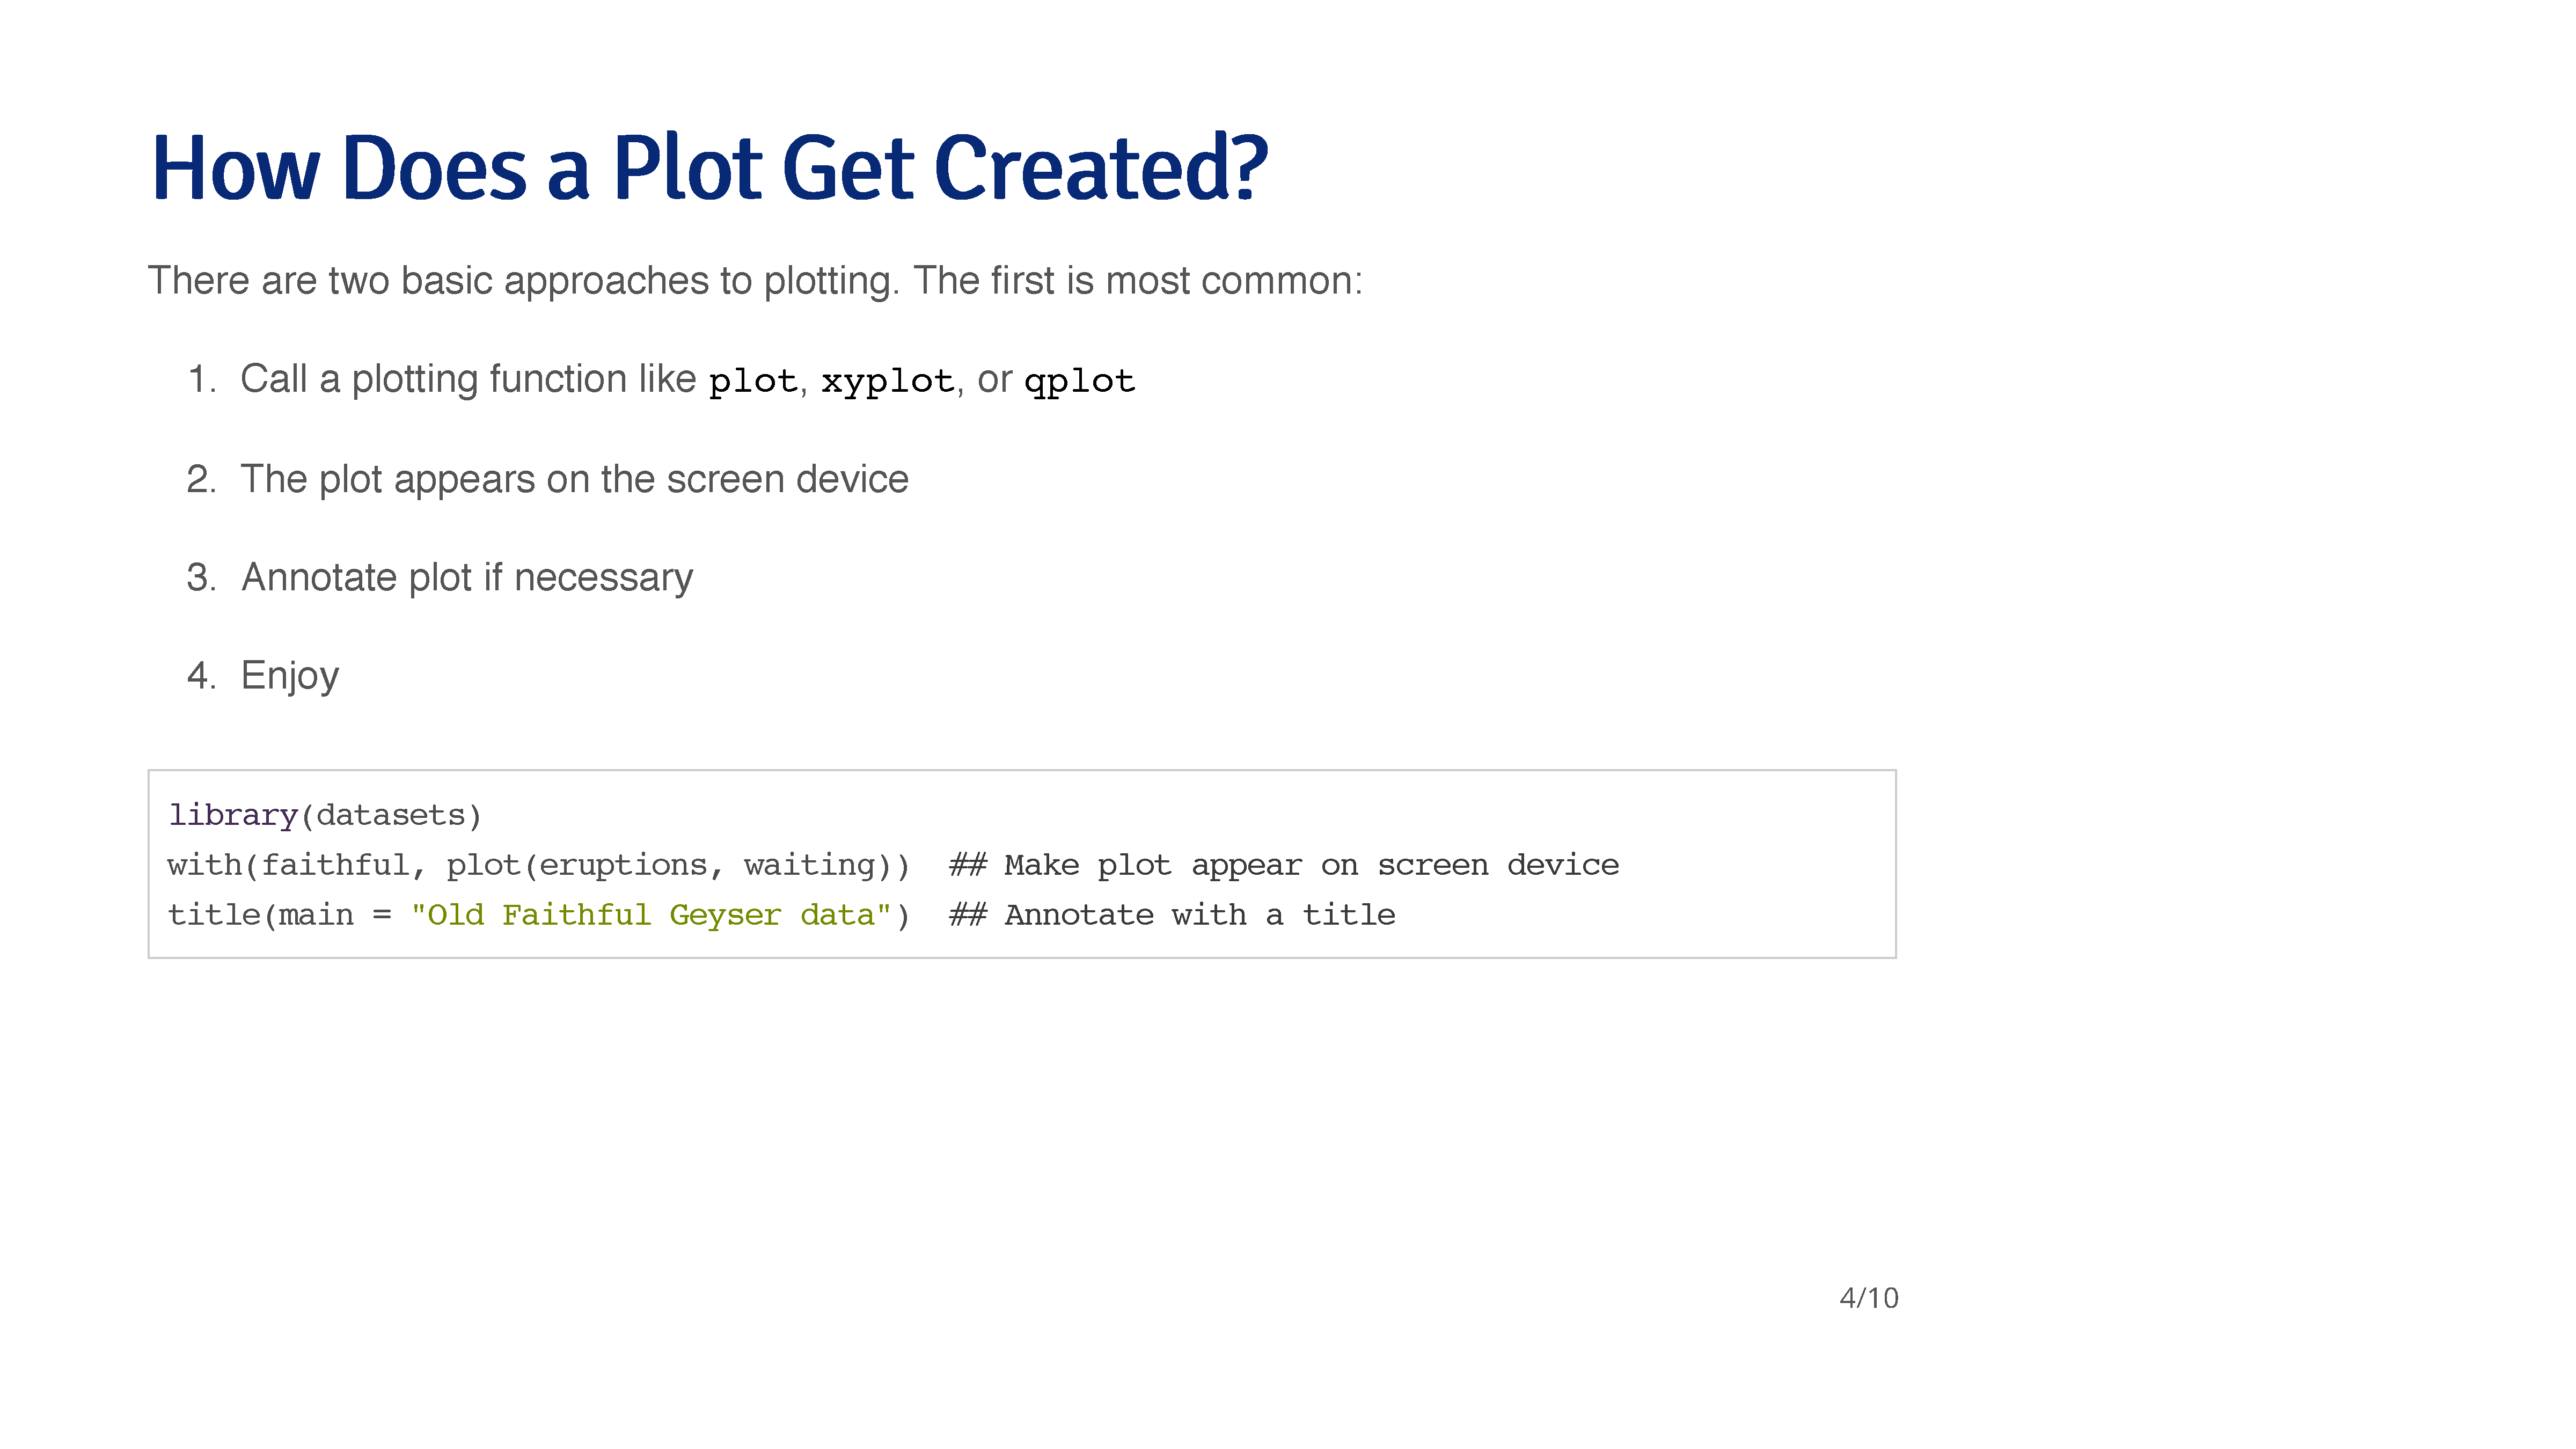 How Does a Plot Get Created?
There are two basic approaches to plotting. The first is most common:
1. Call a plotting function like plot, xyplot, or qplot
2. The plot appears on the screen device
3. Annotate plot if necessary
4. Enjoy
library(datasets)
with(faithful, plot(eruptions, waiting))  ## Make plot appear on screen device
title(main = "Old Faithful Geyser data")  ## Annotate with a title
4/10